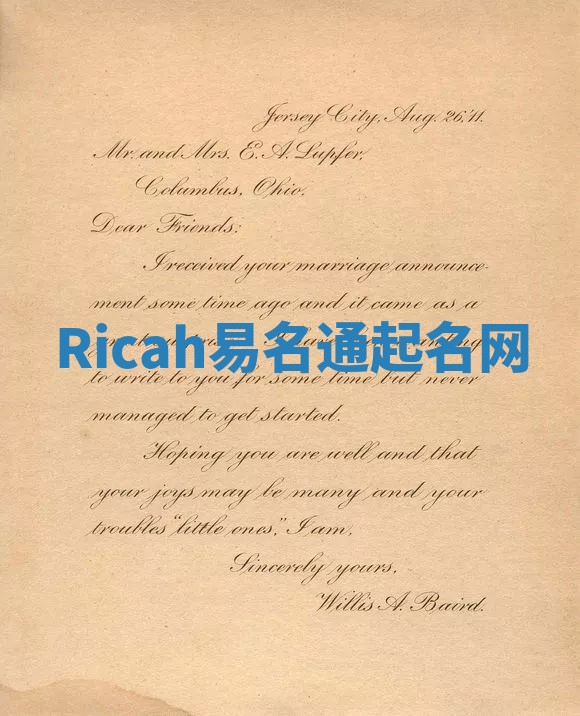 Jersey City, Aug. 26, '11.
Mr. and Mrs. E. A. Lupfer,
Columbus, Ohio.
Dear Friends:
I received your marriage announce-
ment some time ago and it came as a
Ricah易名通起名网
to write to you for some time but never
managed to get started.
Hoping you are well and that
your joys may be many and your
troubles "little ones," I am,
Sincerely yours,
Willis A. Baird.